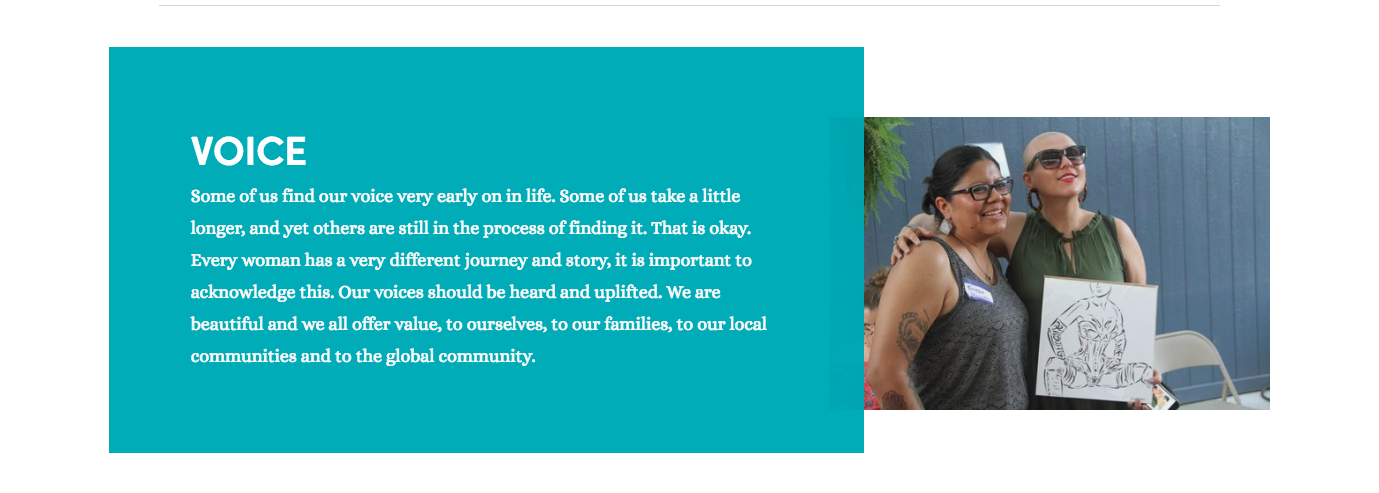 VOICE
Some of us find our voice very early on in life. Some of us take a little
longer, and yet others are still in the process of finding it. That is okay.
Every woman has a very different journey and story, it is important to
acknowledge this. Our voices should be heard and uplifted. We are
beautiful and we all offer value, to ourselves, to our families, to our local
communities and to the global community.